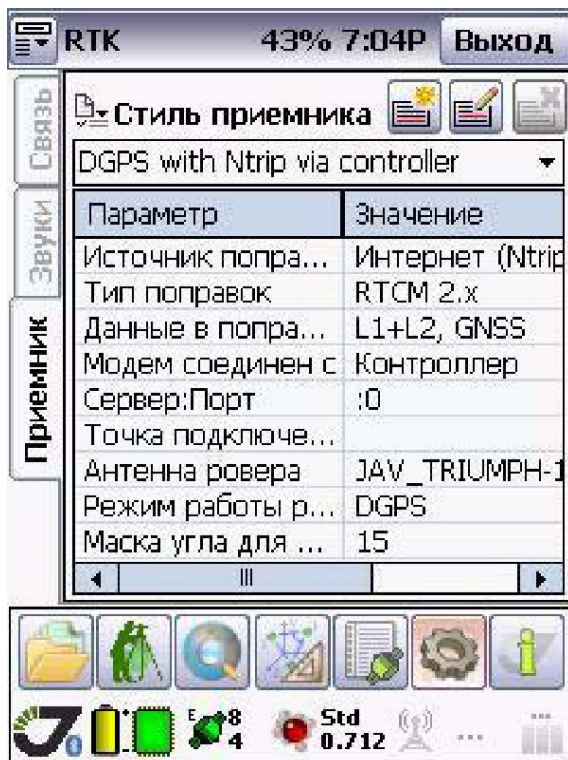 RTK 43% 7:04P Выход
Связь
Звуки
Приемник
Стиль приемника
DGPS with Ntrip via controller
Параметр Значение
Источник попра... Интернет (Ntrip
Тип поправок RTCM 2.x
Данные в попра... L1+L2, GNSS
Модем соединен с Контроллер
Сервер:Порт :0
Точка подключе...
Антенна ровера JAV_TRIUMPH-1
Режим работы р... DGPS
Маска угла для ... 15
E 8 Std
4 0.712 ...